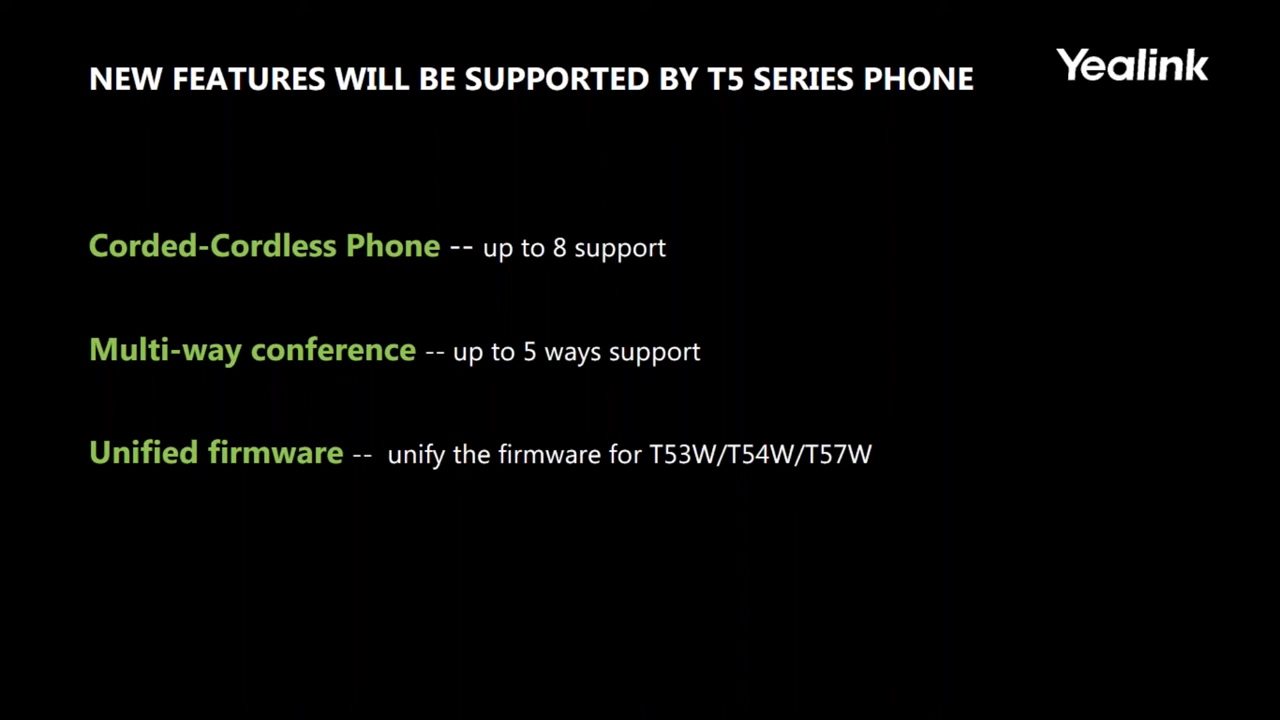 NEW FEATURES WILL BE SUPPORTED BY T5 SERIES PHONE
Yealink
Corded-Cordless Phone -- up to 8 support
Multi-way conference -- up to 5 ways support
Unified firmware -- unify the firmware for T53W/T54W/T57W